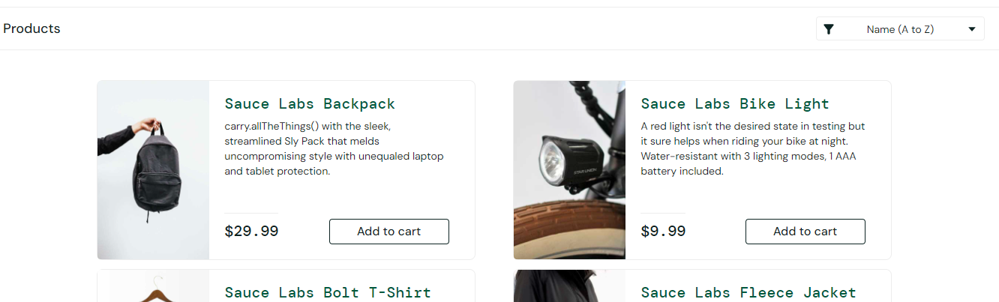 Products
Name (A to Z)
Sauce Labs Backpack
carry.allTheThings() with the sleek,
streamlined Sly Pack that melds
uncompromising style with unequaled laptop
and tablet protection.
$29.99
Add to cart
Sauce Labs Bike Light
A red light isn't the desired state in testing but
it sure helps when riding your bike at night.
Water-resistant with 3 lighting modes, 1 AAA
battery included.
$9.99
Add to cart
Sauce Labs Bolt T-Shirt
Sauce Labs Fleece Jacket